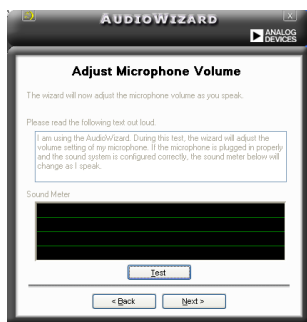 AUDIOWIZARD
ANALOG
DEVICES
Adjust Microphone Volume
The wizard will now adjust the microphone volume as you speak.
Please read the following text out loud.
I am using the AudioWizard. During this test, the wizard will adjust the
volume setting of my microphone. If the microphone is plugged in properly
and the sound system is configured correctly, the sound meter below will
change as I speak.
Sound Meter
Test
< Back
Next >